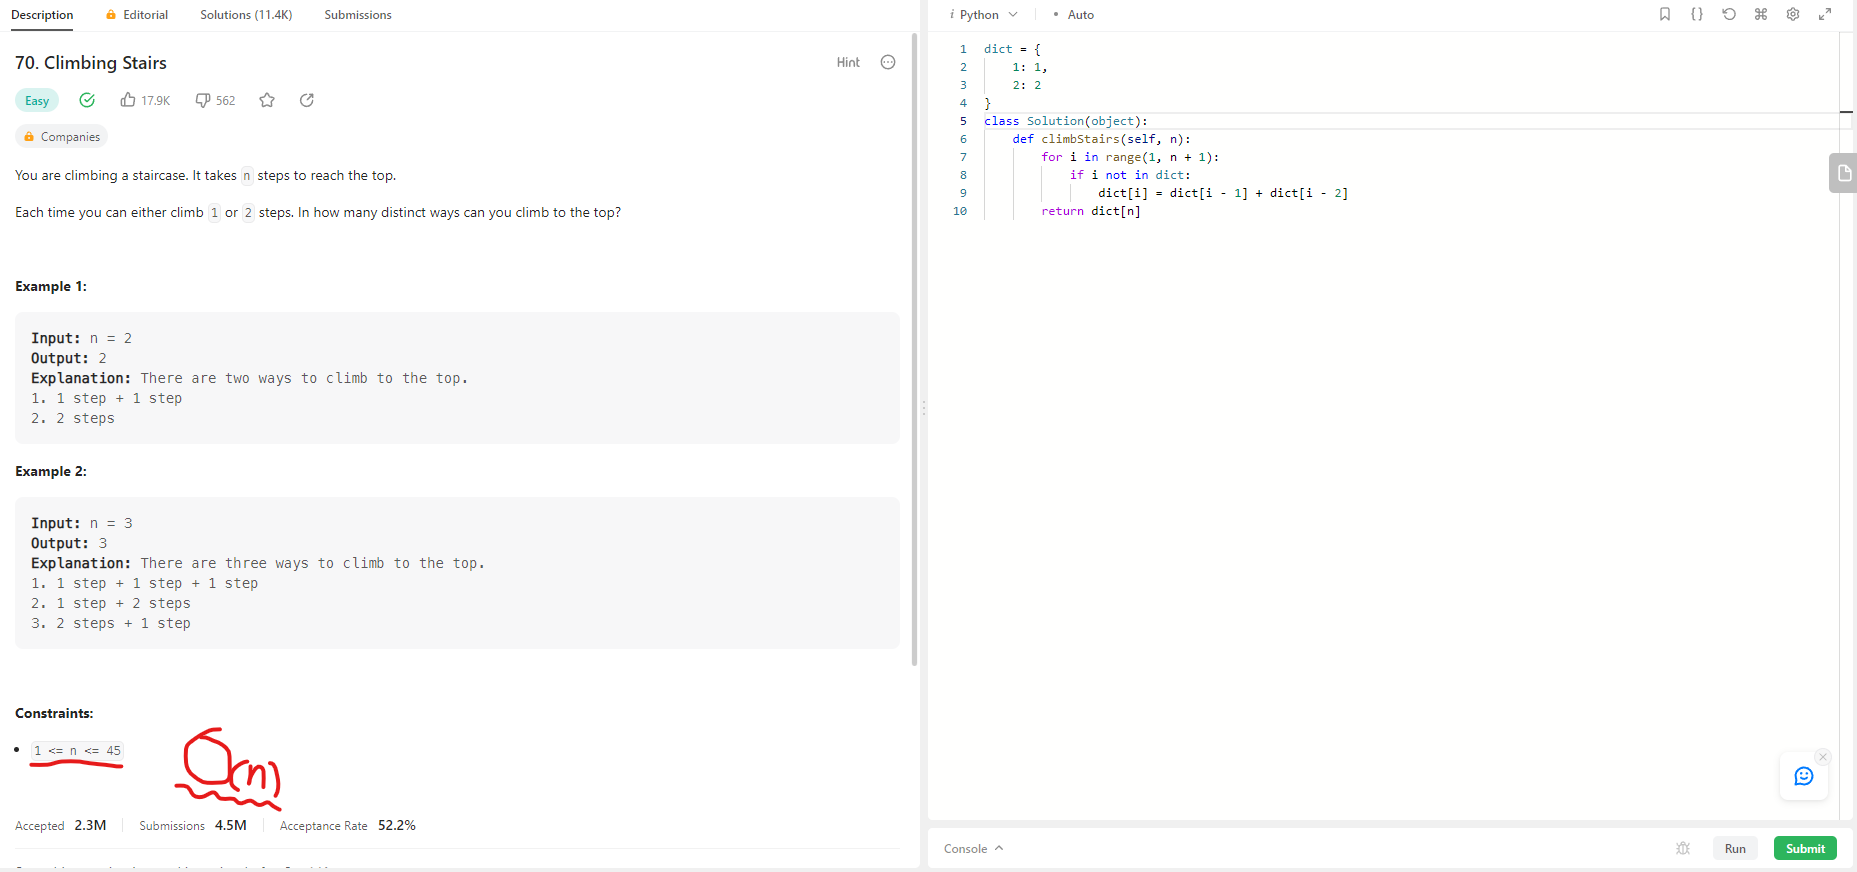 Description Editorial Solutions (11.4K) Submissions
70. Climbing Stairs Hint
Easy 17.9K 562
Companies
You are climbing a staircase. It takes n steps to reach the top.
Each time you can either climb 1 or 2 steps. In how many distinct ways can you climb to the top?
Example 1:
Input: n = 2
Output: 2
Explanation: There are two ways to climb to the top.
1. 1 step + 1 step
2. 2 steps
Example 2:
Input: n = 3
Output: 3
Explanation: There are three ways to climb to the top.
1. 1 step + 1 step + 1 step
2. 1 step + 2 steps
3. 2 steps + 1 step
Constraints:
1 <= n <= 45
O(n)
Accepted 2.3M Submissions 4.5M Acceptance Rate 52.2%
i Python • Auto
1 dict = {
2 1: 1,
3 2: 2
4 }
5 class Solution(object):
6 def climbStairs(self, n):
7 for i in range(1, n + 1):
8 if i not in dict:
9 dict[i] = dict[i - 1] + dict[i - 2]
10 return dict[n]
Console Run Submit